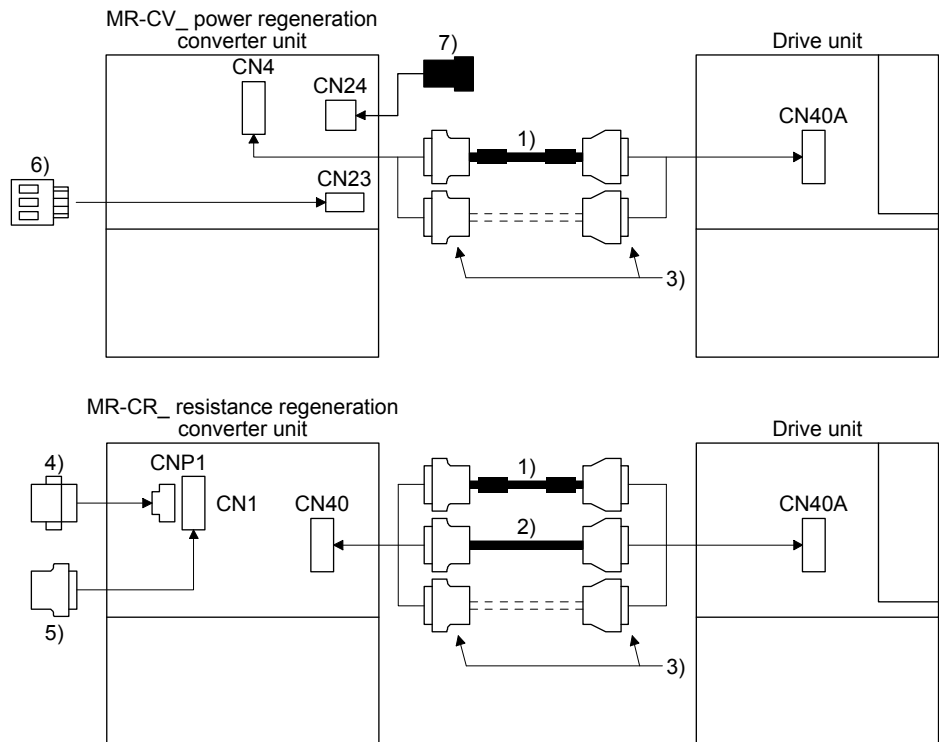 MR-CV_ power regeneration
converter unit
7)
Drive unit
CN4
CN24
CN40A
1)
6)
CN23
3)
MR-CR_ resistance regeneration
converter unit
Drive unit
4)
CNP1
1)
CN1
CN40
2)
CN40A
5)
3)